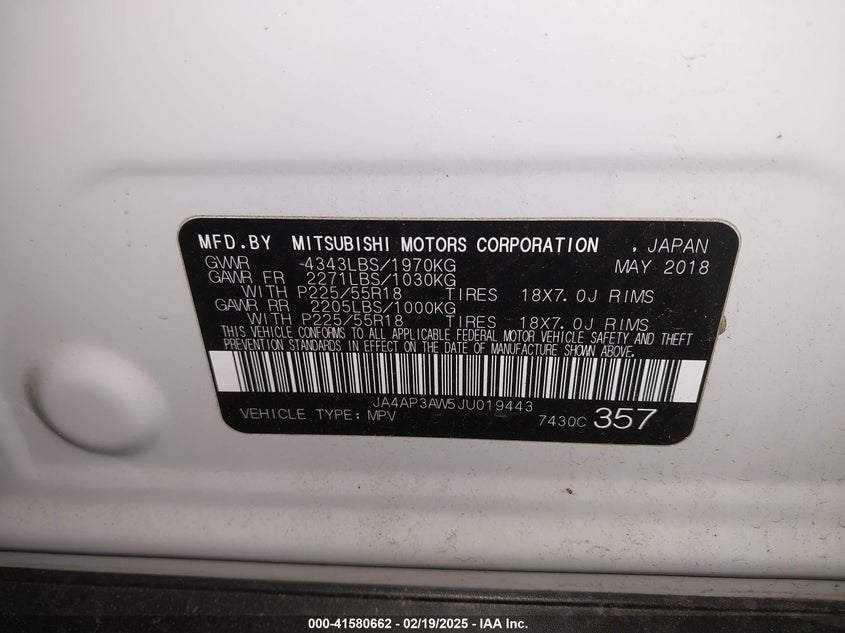 MFD.BY MITSUBISHI MOTORS CORPORATION , JAPAN
GVWR 4343LBS/1970KG MAY 2018
GAWR FR 2271LBS/1030KG
WITH P225/55R18 TIRES 18X7.0J RIMS
GAWR RR 2205LBS/1000KG
WITH P225/55R18 TIRES 18X7.0J RIMS
THIS VEHICLE CONFORMS TO ALL APPLICABLE FEDERAL MOTOR VEHICLE SAFETY AND THEFT
PREVENTION STANDARDS IN EFFECT ON THE DATE OF MANUFACTURE SHOWN ABOVE.
JA4AP3AW5JU019443
VEHICLE TYPE: MPV 7430C 357
000-41580662 - 02/19/2025 - IAA Inc.